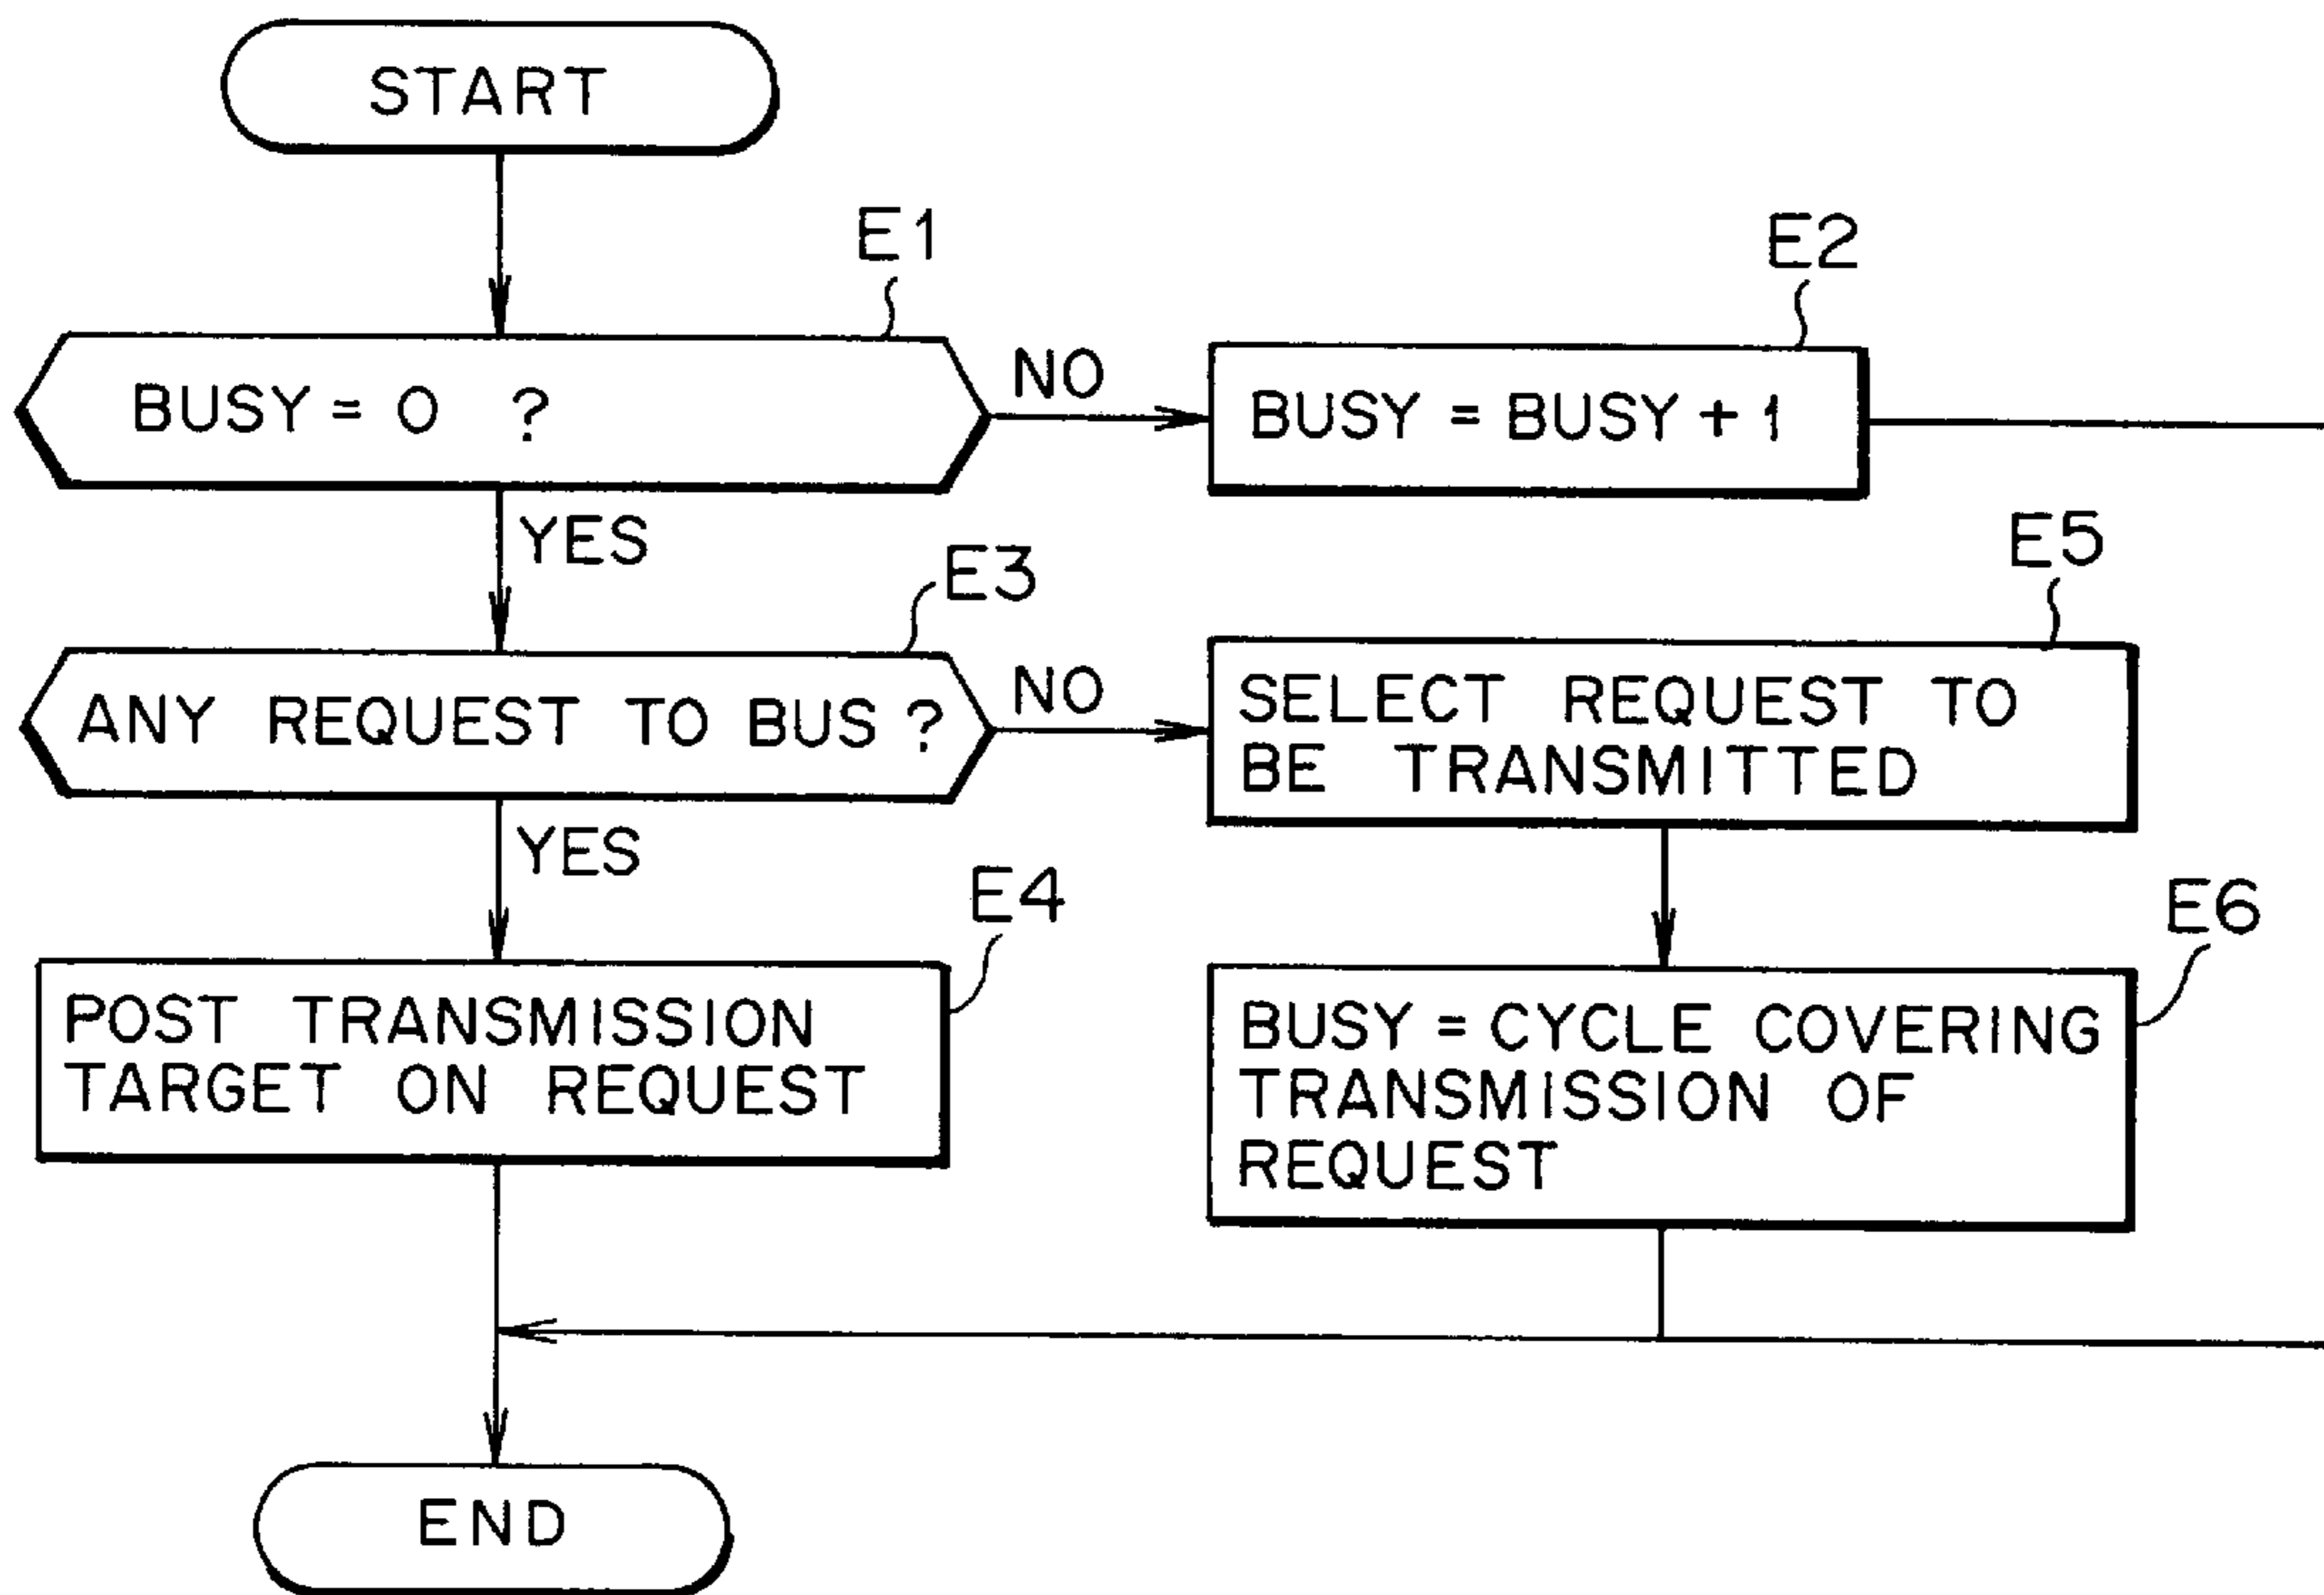 START
E1
BUSY = 0 ?
NO
E2
BUSY = BUSY + 1
YES
E3
ANY REQUEST TO BUS ?
NO
E5
SELECT REQUEST TO
BE TRANSMITTED
YES
E4
POST TRANSMISSION
TARGET ON REQUEST
E6
BUSY = CYCLE COVERING
TRANSMISSION OF
REQUEST
END